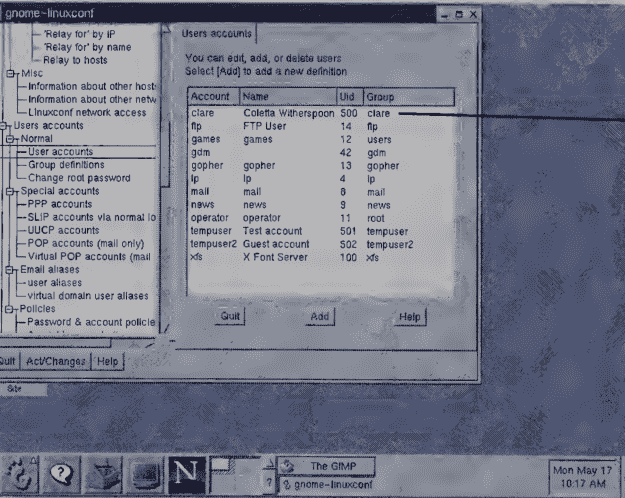 gnome-linuxconf
'Relay for' by IP
'Relay for' by name
Relay to hosts
Misc
Information about other hosts
Information about other netw
Linuxconf network access
Users accounts
Normal
User accounts
Group definitions
Change root password
Special accounts
PPP accounts
SLIP accounts via normal lo
UUCP accounts
POP accounts (mail only)
Virtual POP accounts (mail
Email aliases
user aliases
virtual domain user aliases
Policies
Password & account policie
Quit Act/Changes Help
Users accounts
You can edit, add, or delete users
Select [Add] to add a new definition
Account Name Uid Group
clare Coletta Witherspoon 500 clare
ftp FTP User 14 ftp
games games 12 users
gdm 42 gdm
gopher gopher 13 gopher
lp lp 4 lp
mail mail 8 mail
news news 9 news
operator operator 11 root
tempuser Test account 501 tempuser
tempuser2 Guest account 502 tempuser2
xfs X Font Server 100 xfs
Quit Add Help
N
The GIMP
gnome-linuxconf
Mon May 17
10:17 AM